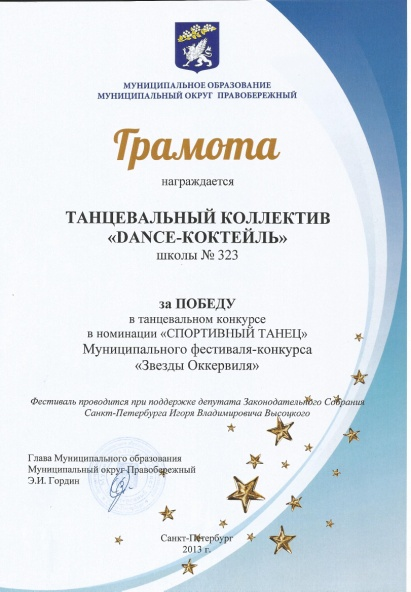 МУНИЦИПАЛЬНОЕ ОБРАЗОВАНИЕ
МУНИЦИПАЛЬНЫЙ ОКРУГ ПРАВОБЕРЕЖНЫЙ
Грамота
награждается
ТАНЦЕВАЛЬНЫЙ КОЛЛЕКТИВ
«DANCE-КОКТЕЙЛЬ»
школы № 323
за ПОБЕДУ
в танцевальном конкурсе
в номинации «СПОРТИВНЫЙ ТАНЕЦ»
Муниципального фестиваля-конкурса
«Звезды Оккервиля»
Фестиваль проводится при поддержке депутата Законодательного Собрания
Санкт-Петербурга Игоря Владимировича Высоцкого
Глава Муниципального образования
Муниципальный округ Правобережный
Э.И. Гордин
Санкт-Петербург
2013 г.